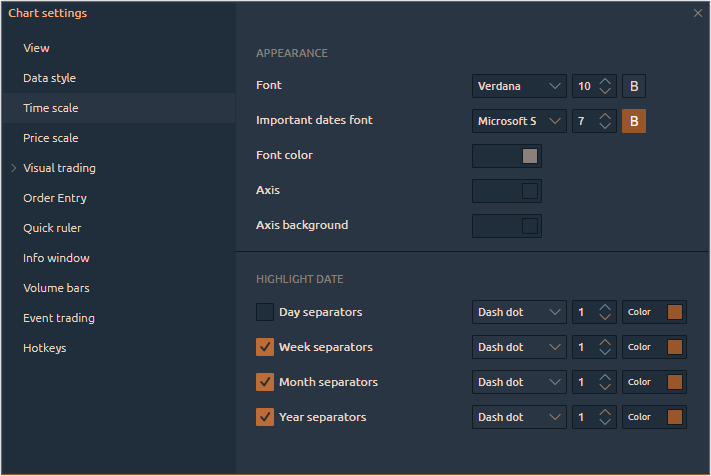 Chart settings
View
Data style
Time scale
Price scale
Visual trading
Order Entry
Quick ruler
Info window
Volume bars
Event trading
Hotkeys
APPEARANCE
Font Verdana 10 B
Important dates font Microsoft S 7 B
Font color
Axis
Axis background
HIGHLIGHT DATE
Day separators Dash dot 1 Color
Week separators Dash dot 1 Color
Month separators Dash dot 1 Color
Year separators Dash dot 1 Color